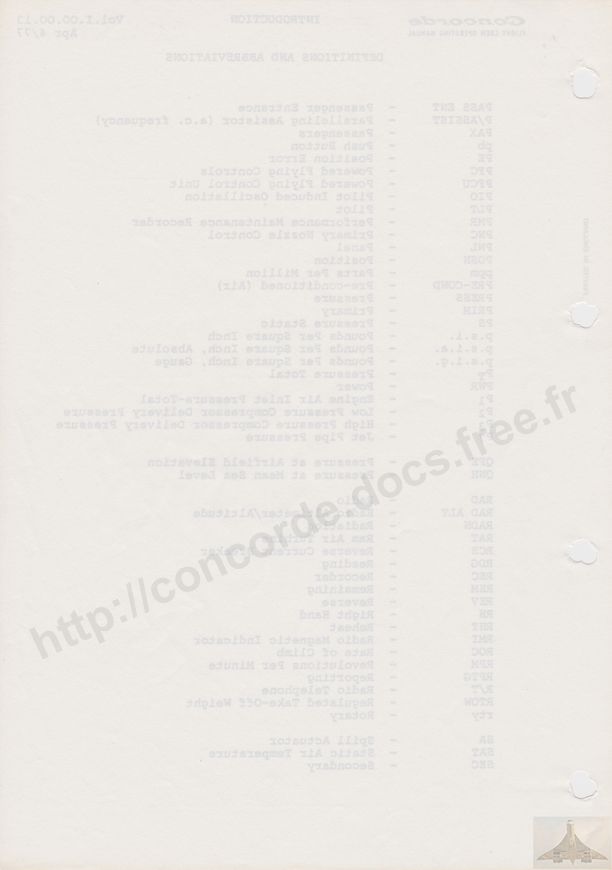 Concorde INTRODUCTION Vol.I.00.00.13
FLIGHT CREW OPERATING MANUAL Apr 4/77
DEFINITIONS AND ABBREVIATIONS
PASS ENT - Passenger Entrance
P/ASSIST - Paralleling Assistor (a.c. frequency)
PAX - Passengers
pb - Push Button
PE - Position Error
PFC - Powered Flying Controls
PFCU - Powered Flying Control Unit
PIO - Pilot Induced Oscillation
PLT - Pilot
PMR - Performance Maintenance Recorder
PNC - Primary Nozzle Control
PNL - Panel
POSN - Position
ppm - Parts Per Million
PRE-COND - Pre-conditioned (Air)
PRESS - Pressure
PRIM - Primary
PS - Pressure Static
p.s.i. - Pounds Per Square Inch
p.s.i.a. - Pounds Per Square Inch, Absolute
p.s.i.g. - Pounds Per Square Inch, Gauge
- Pressure Total
PWR - Power
P1 - Engine Air Inlet Pressure-Total
P2 - Low Pressure Compressor Delivery Pressure
P3 - High Pressure Compressor Delivery Pressure
- Jet Pipe Pressure
QFE - Pressure at Airfield Elevation
QNH - Pressure at Mean Sea Level
RAD - Radio
RAD ALT - Radio Altimeter/Altitude
RADN - Radiation
RAT - Ram Air Turbine
RCB - Reverse Current Breaker
RDG - Reading
REC - Recorder
REM - Remaining
REV - Reverse
RH - Right Hand
RHT - Reheat
RMI - Radio Magnetic Indicator
ROC - Rate of Climb
RPM - Revolutions Per Minute
RPTG - Reporting
R/T - Radio Telephone
RTOW - Regulated Take-Off Weight
rty - Rotary
SA - Spill Actuator
SAT - Static Air Temperature
SEC - Secondary
PRINTED IN ENGLAND
http://concorde.docs.free.fr